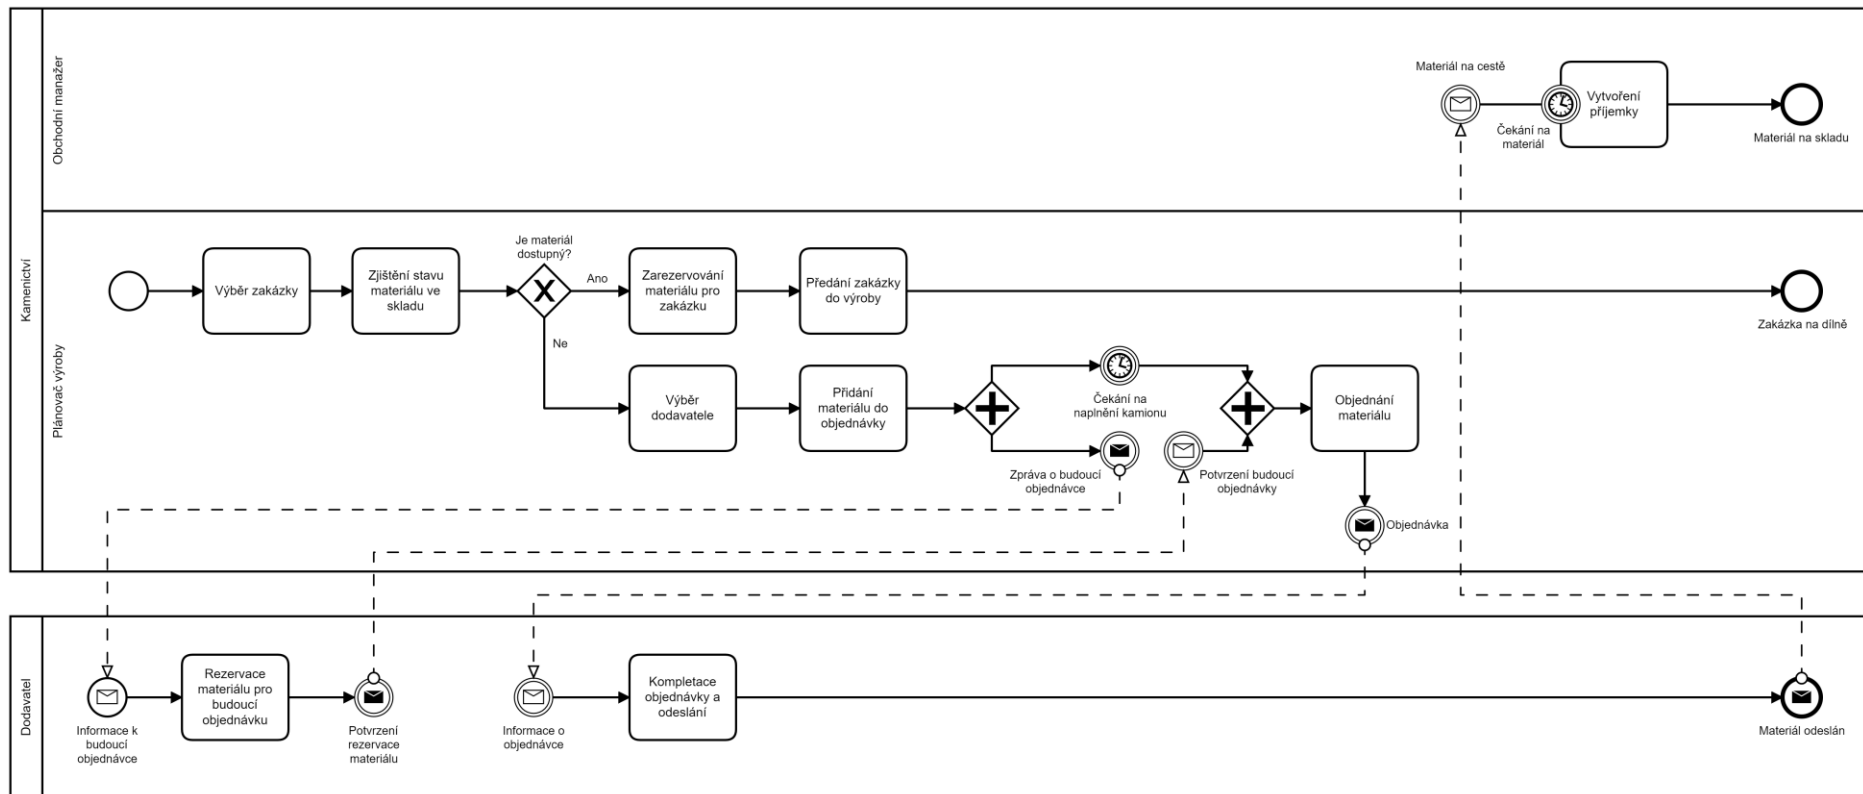 Kamenictví
Obchodní manažer
Materiál na cestě
Čekání na
materiál
Vytvoření
příjemky
Materiál na skladu
Plánovač výroby
Výběr zakázky
Zjištění stavu
materiálu ve
skladu
Je materiál
dostupný?
Ano
Ne
Zarezervování
materiálu pro
zakázku
Předání zakázky
do výroby
Zakázka na dílně
Výběr
dodavatele
Přidání
materiálu do
objednávky
Čekání na
naplnění kamionu
Zpráva o budoucí
objednávce
Potvrzení budoucí
objednávky
Objednání
materiálu
Objednávka
Dodavatel
Informace k
budoucí
objednávce
Rezervace
materiálu pro
budoucí
objednávku
Potvrzení
rezervace
materiálu
Informace o
objednávce
Kompletace
objednávky a
odeslání
Materiál odeslán